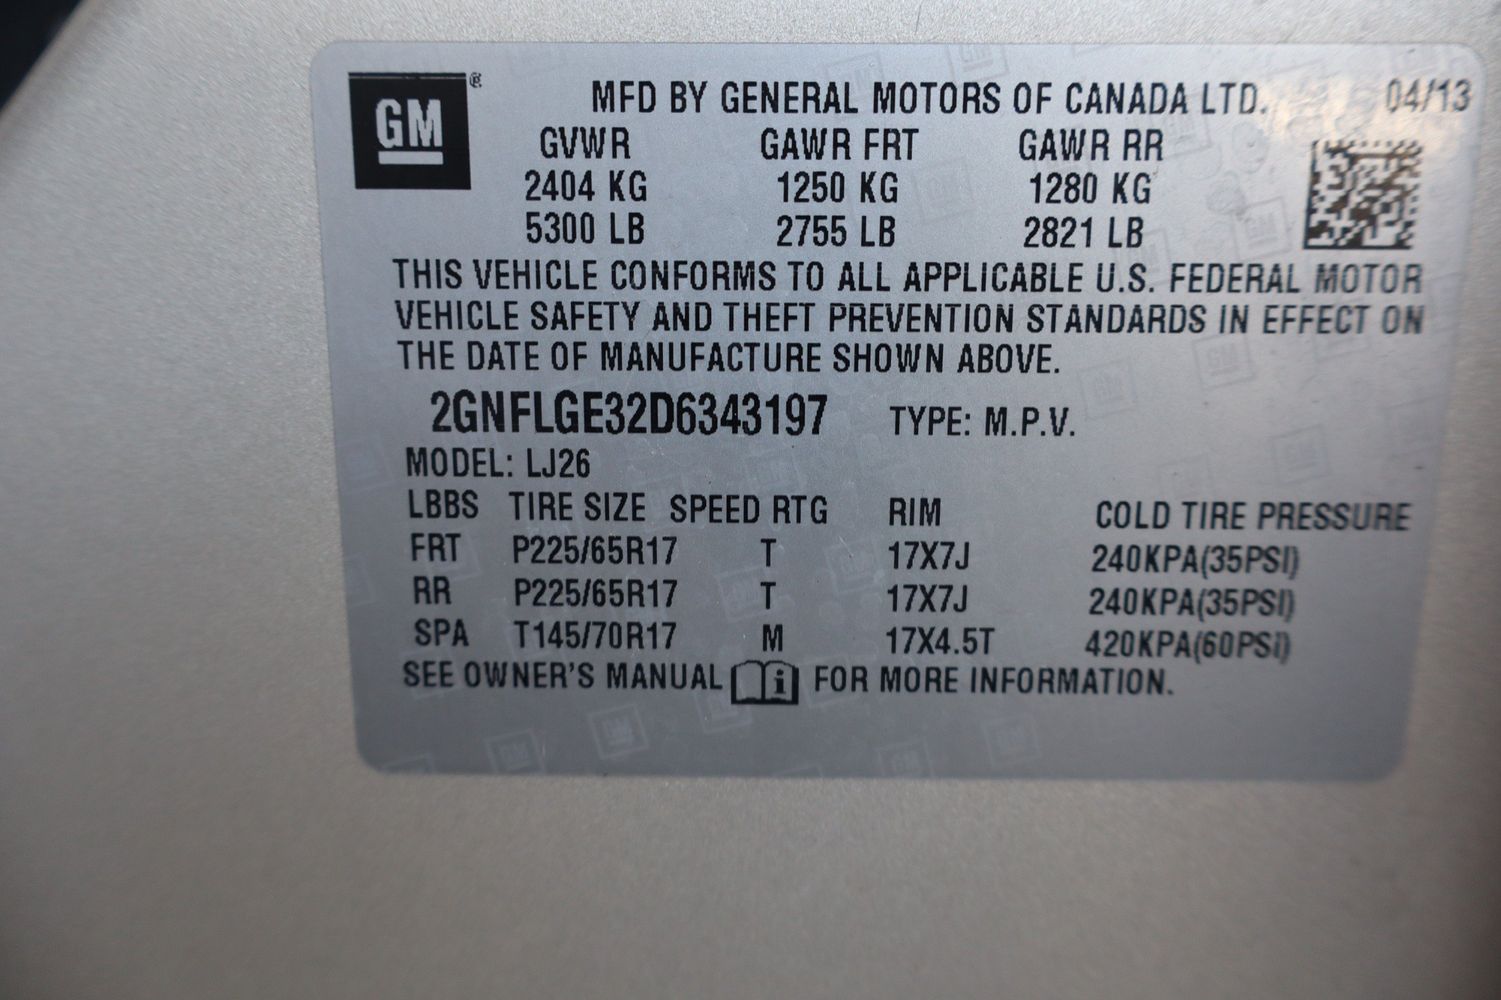 GM ®
MFD BY GENERAL MOTORS OF CANADA LTD. 04/13
GVWR GAWR FRT GAWR RR
2404 KG 1250 KG 1280 KG
5300 LB 2755 LB 2821 LB
THIS VEHICLE CONFORMS TO ALL APPLICABLE U.S. FEDERAL MOTOR
VEHICLE SAFETY AND THEFT PREVENTION STANDARDS IN EFFECT ON
THE DATE OF MANUFACTURE SHOWN ABOVE.
2GNFLGE32D6343197 TYPE: M.P.V.
MODEL: LJ26
LBBS TIRE SIZE SPEED RTG RIM COLD TIRE PRESSURE
FRT P225/65R17 T 17X7J 240KPA(35PSI)
RR P225/65R17 T 17X7J 240KPA(35PSI)
SPA T145/70R17 M 17X4.5T 420KPA(60PSI)
SEE OWNER'S MANUAL i FOR MORE INFORMATION.